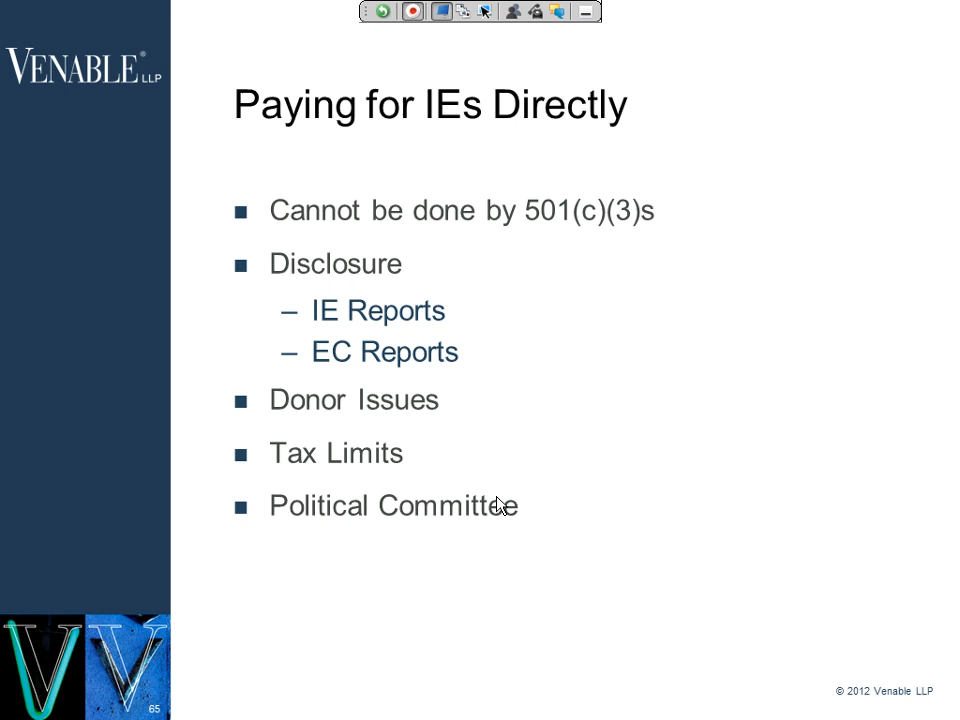 VENABLE® LLP
Paying for IEs Directly
Cannot be done by 501(c)(3)s
Disclosure
– IE Reports
– EC Reports
Donor Issues
Tax Limits
Political Committee
65
© 2012 Venable LLP